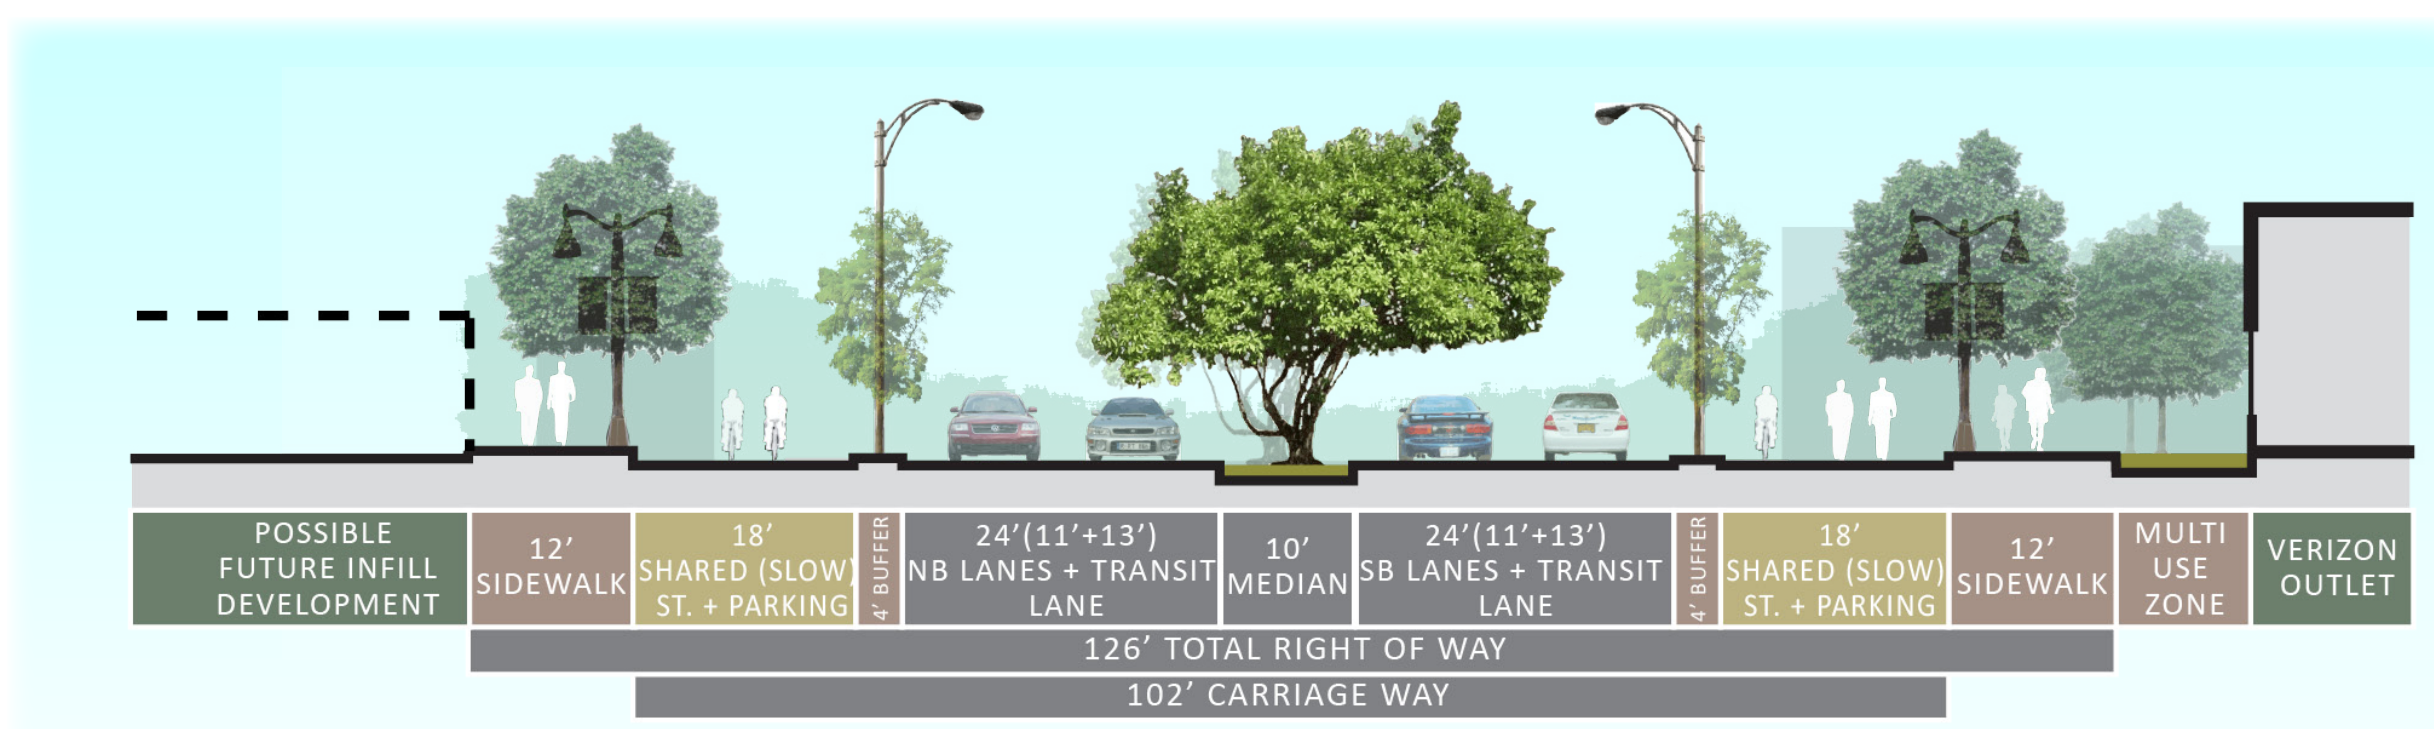 POSSIBLE
FUTURE INFILL
DEVELOPMENT
12’
SIDEWALK
18’
SHARED (SLOW)
ST. + PARKING
4’ BUFFER
24’(11’+13’)
NB LANES + TRANSIT
LANE
10’
MEDIAN
24’(11’+13’)
SB LANES + TRANSIT
LANE
4’ BUFFER
18’
SHARED (SLOW)
ST. + PARKING
12’
SIDEWALK
MULTI
USE
ZONE
VERIZON
OUTLET
126’ TOTAL RIGHT OF WAY
102’ CARRIAGE WAY